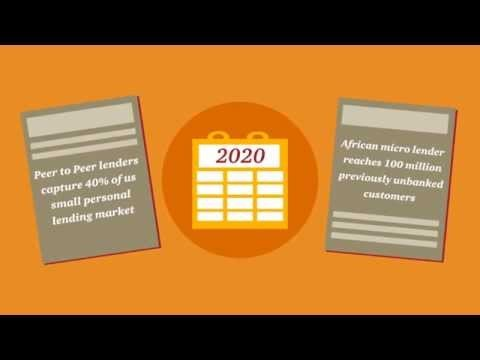 Peer to Peer lenders
capture 40% of us
small personal
lending market
2020
African micro lender
reaches 100 million
previously unbanked
customers